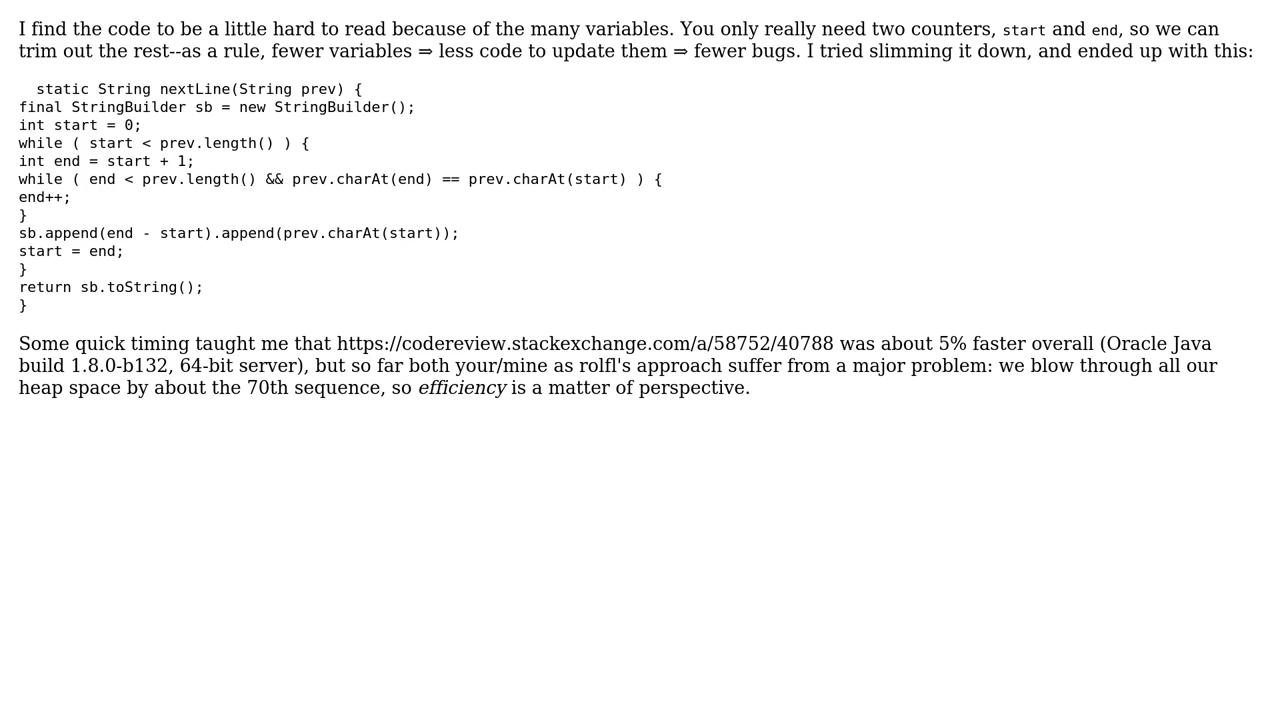 I find the code to be a little hard to read because of the many variables. You only really need two counters, start and end, so we can
trim out the rest--as a rule, fewer variables ⇒ less code to update them ⇒ fewer bugs. I tried slimming it down, and ended up with this:
  static String nextLine(String prev) {
final StringBuilder sb = new StringBuilder();
int start = 0;
while ( start < prev.length() ) {
int end = start + 1;
while ( end < prev.length() && prev.charAt(end) == prev.charAt(start) ) {
end++;
}
sb.append(end - start).append(prev.charAt(start));
start = end;
}
return sb.toString();
}
Some quick timing taught me that https://codereview.stackexchange.com/a/58752/40788 was about 5% faster overall (Oracle Java
build 1.8.0-b132, 64-bit server), but so far both your/mine as rolfl's approach suffer from a major problem: we blow through all our
heap space by about the 70th sequence, so efficiency is a matter of perspective.